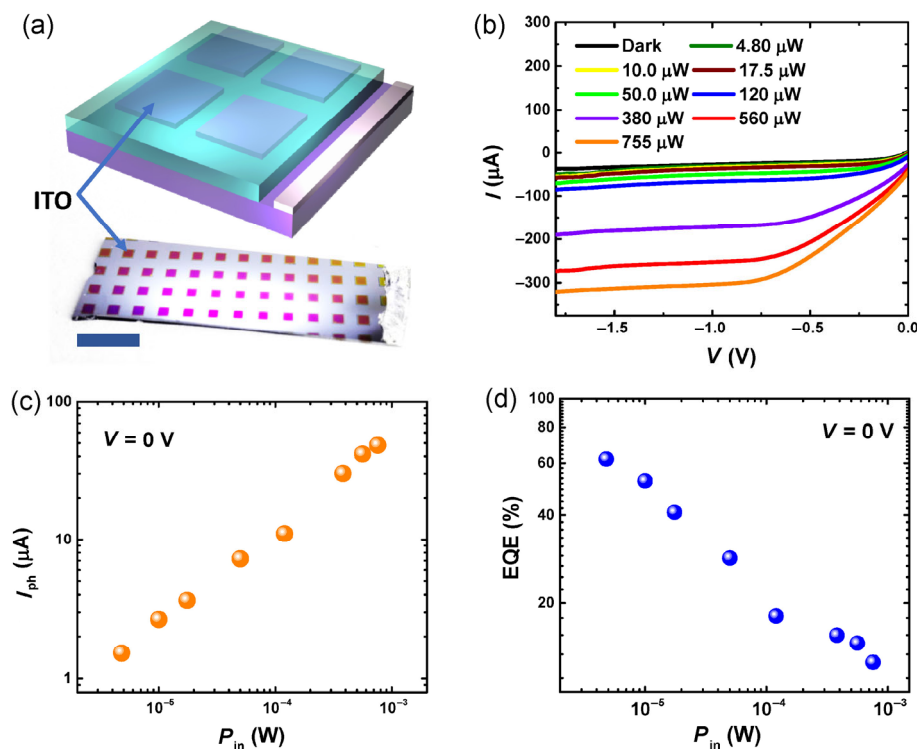 (a)
ITO
(b)
Dark 4.80 μW
10.0 μW 17.5 μW
50.0 μW 120 μW
380 μW 560 μW
755 μW
300
200
100
0
−100
−200
−300
I (μA)
−1.5 −1.0 −0.5 0.0
V (V)
(c)
V = 0 V
100
10
1
I_ph (μA)
10⁻⁵ 10⁻⁴ 10⁻³
P_in (W)
(d)
V = 0 V
100
80
60
40
20
EQE (%)
10⁻⁵ 10⁻⁴ 10⁻³
P_in (W)